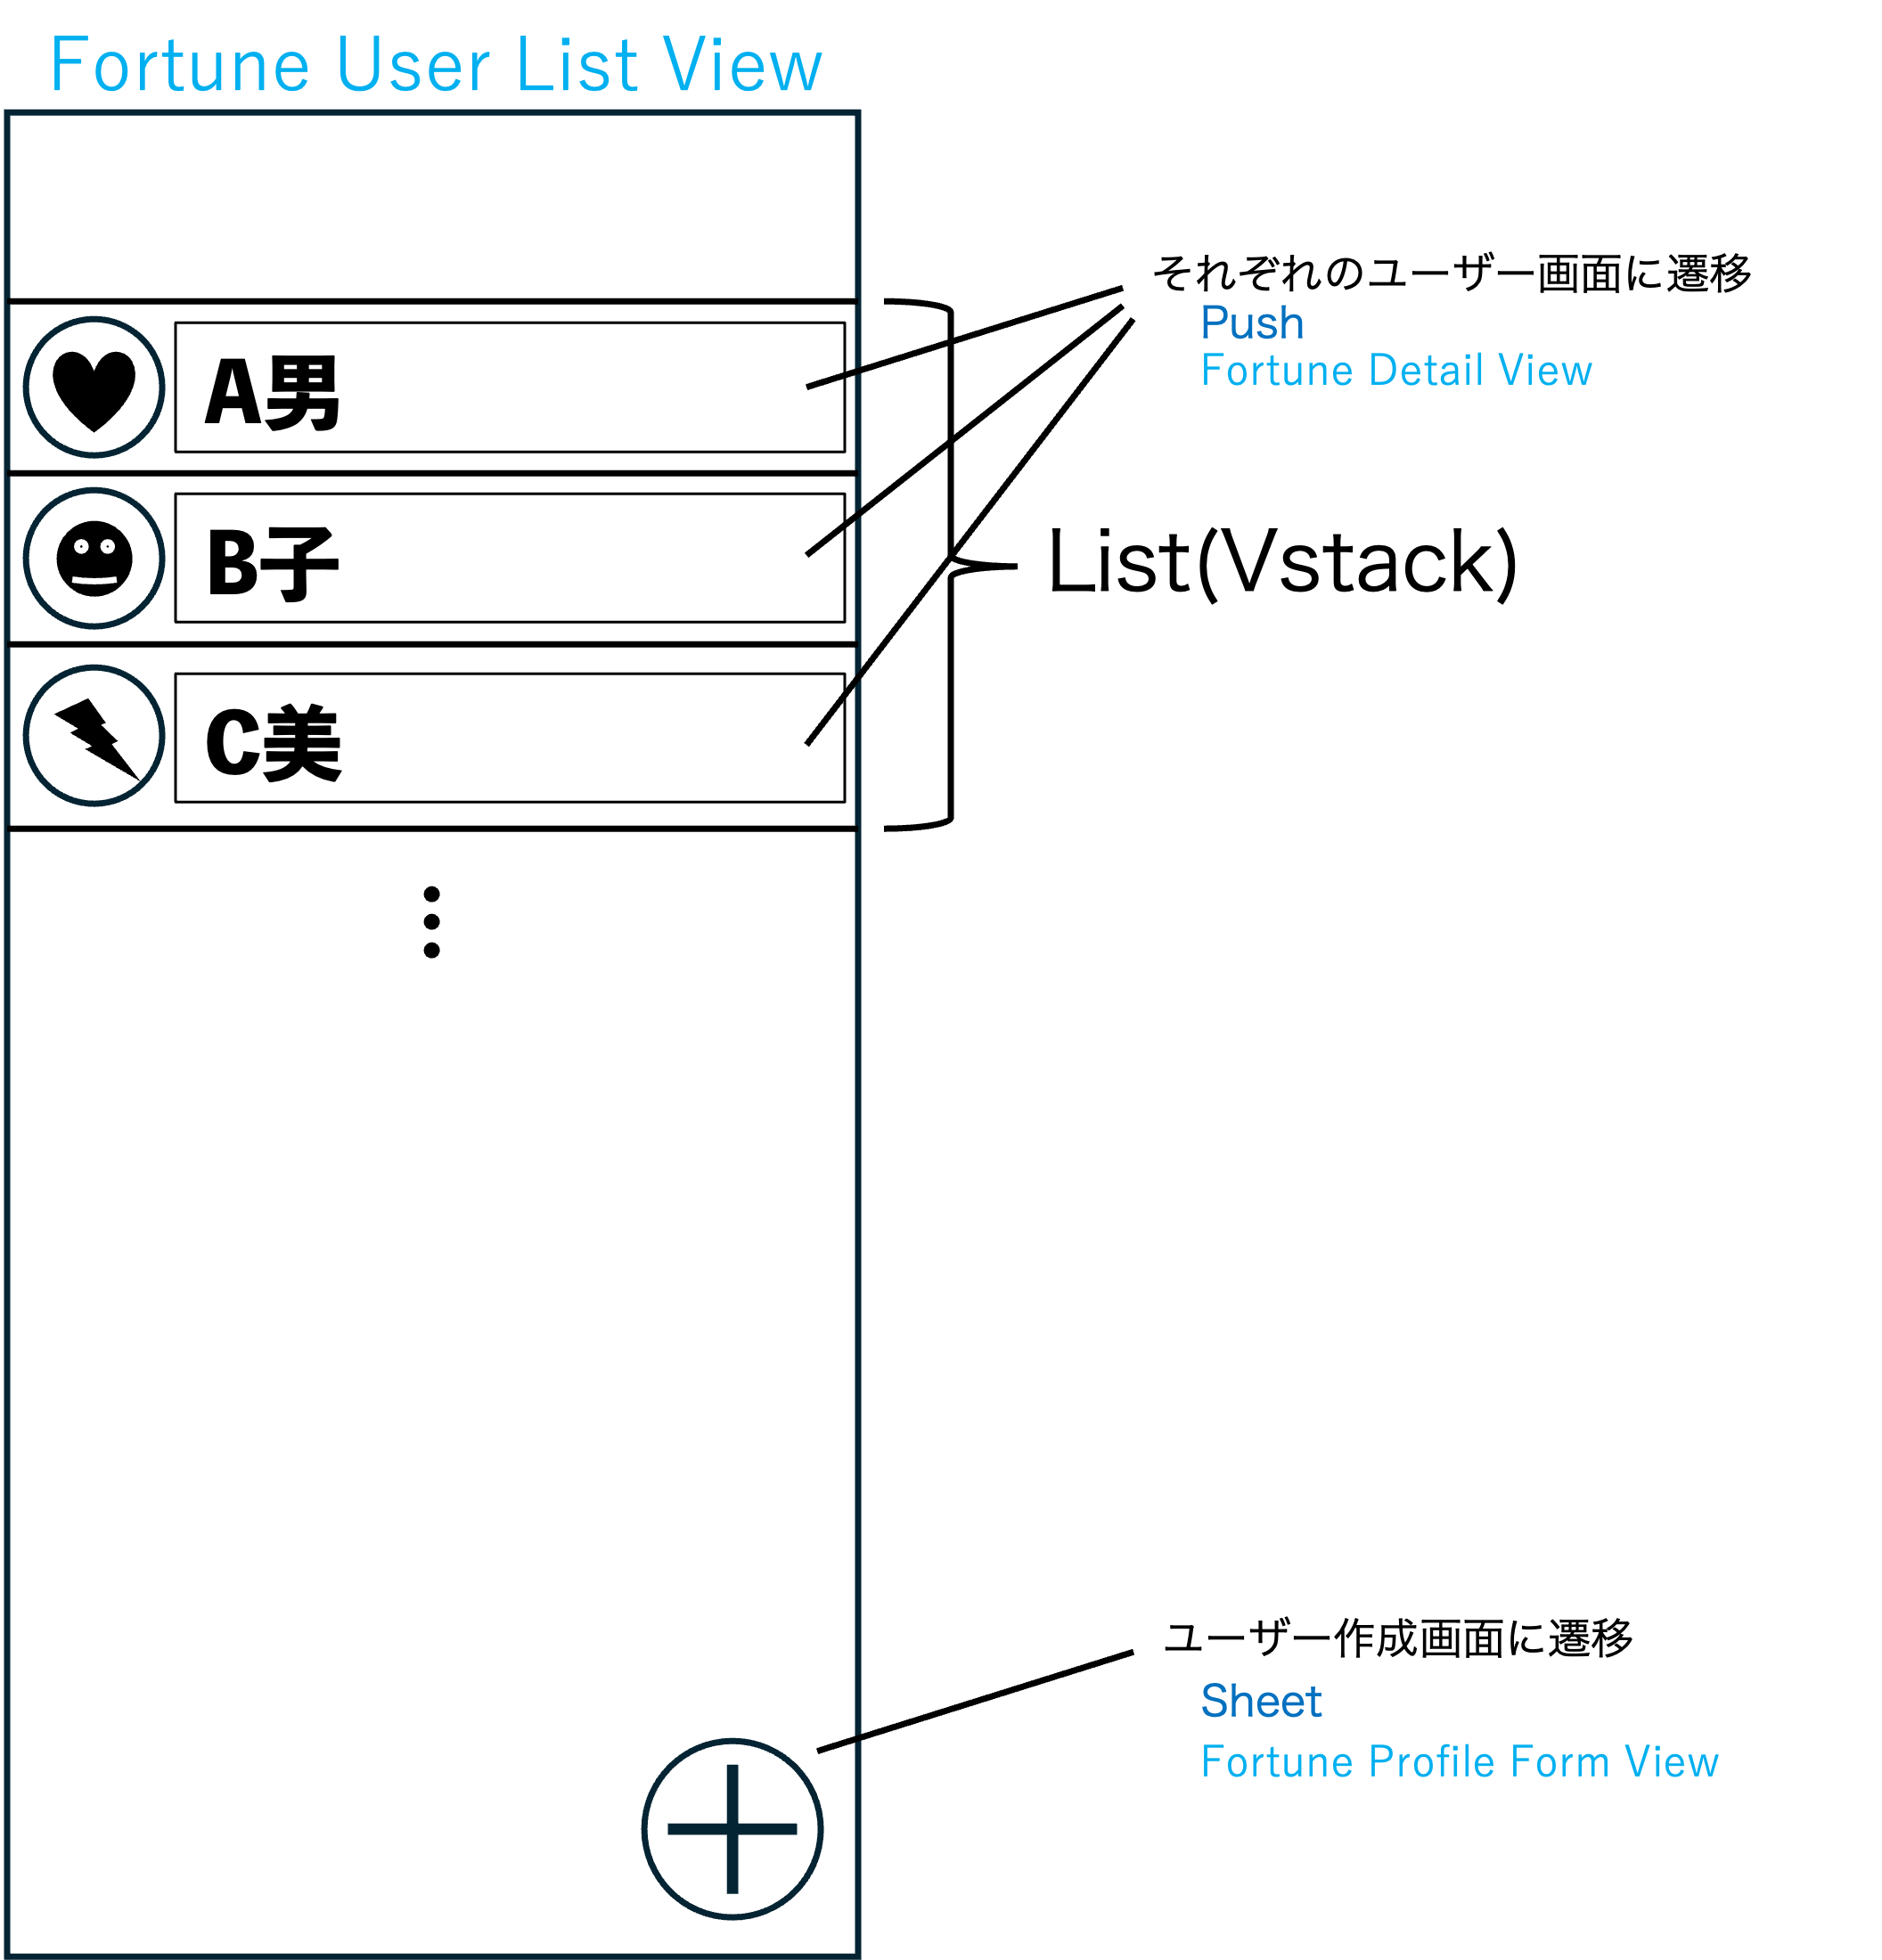 Fortune User List View
それぞれのユーザー画面に遷移
Push
Fortune Detail View
A男
B子
List(Vstack)
C美
ユーザー作成画面に遷移
Sheet
Fortune Profile Form View